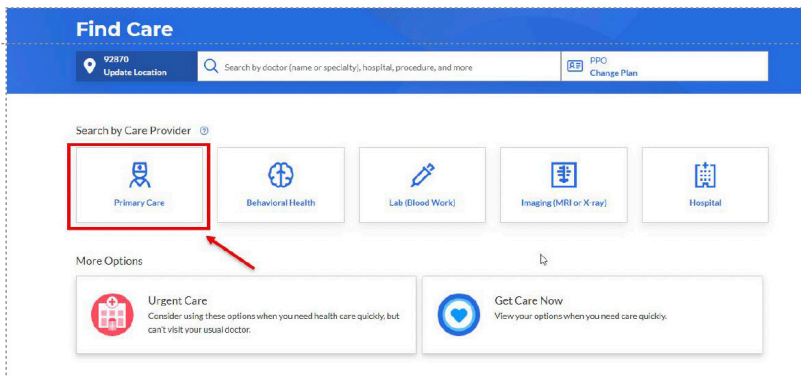 Find Care
92870
Update Location
Search by doctor (name or specialty), hospital, procedure, and more
PPO
Change Plan
Search by Care Provider
Primary Care
Behavioral Health
Lab (Blood Work)
Imaging (MRI or X-ray)
Hospital
More Options
Urgent Care
Consider using these options when you need health care quickly, but
can't visit your usual doctor.
Get Care Now
View your options when you need care quickly.